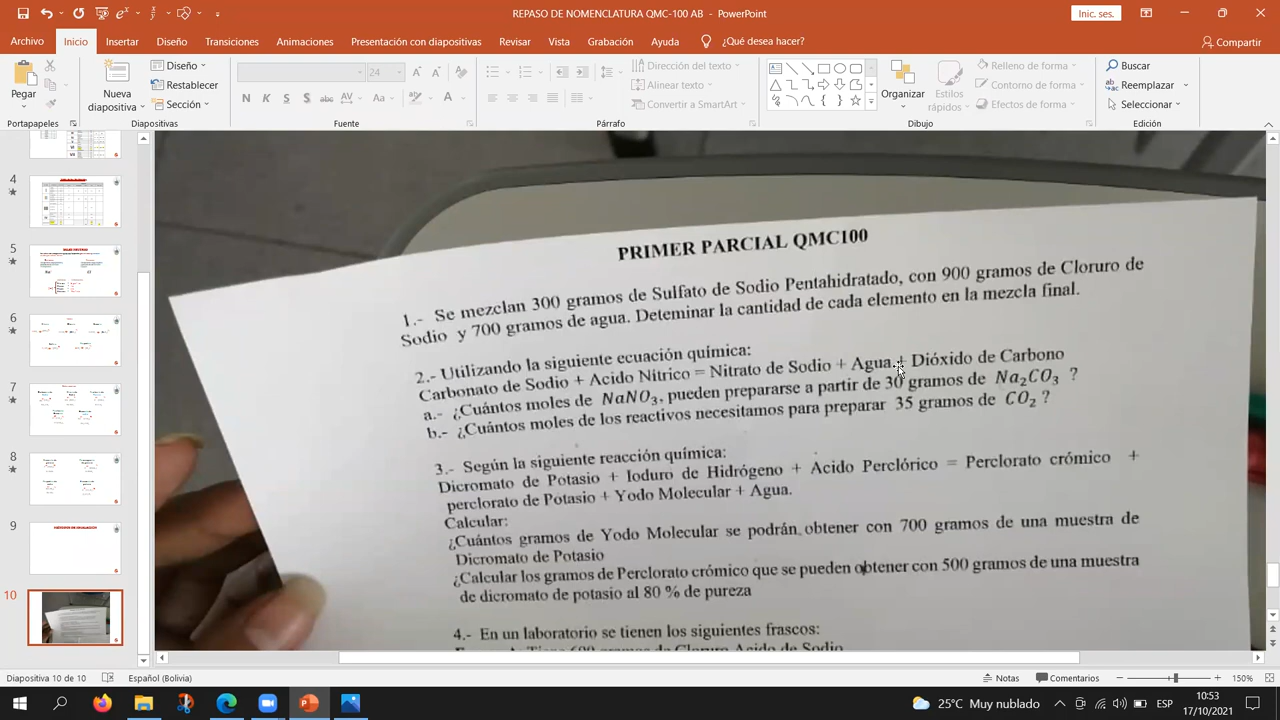 REPASO DE NOMENCLATURA QMC-100 AB - PowerPoint
Inic. ses.
Archivo Inicio Insertar Diseño Transiciones Animaciones Presentación con diapositivas Revisar Vista Grabación Ayuda ¿Qué desea hacer? Compartir
Pegar
Nueva diapositiva
Diseño
Restablecer
Sección
24
N K S S abc AV Aa A
Dirección del texto
Alinear texto
Convertir a SmartArt
Organizar
Estilos rápidos
Relleno de forma
Contorno de forma
Efectos de forma
Buscar
Reemplazar
Seleccionar
Portapapeles Diapositivas Fuente Párrafo Dibujo Edición
4
5
6
7
8
9
10
PRIMER PARCIAL QMC100
1.- Se mezclan 300 gramos de Sulfato de Sodio Pentahidratado, con 900 gramos de Cloruro de
Sodio y 700 gramos de agua. Deteminar la cantidad de cada elemento en la mezcla final.
2.- Utilizando la siguiente ecuación química:
Carbonato de Sodio + Acido Nítrico = Nitrato de Sodio + Agua + Dióxido de Carbono
a.- ¿Cuántos moles de NaNO₃, pueden prepararse a partir de 30 gramos de Na₂CO₃ ?
b.- ¿Cuántos moles de los reactivos necesitamos para preparar 35 gramos de CO₂ ?
3.- Según la siguiente reacción química:
Dicromato de Potasio + Ioduro de Hidrógeno + Acido Perclórico = Perclorato crómico +
perclorato de Potasio + Yodo Molecular + Agua.
Calcular:
¿Cuántos gramos de Yodo Molecular se podrán obtener con 700 gramos de una muestra de
Dicromato de Potasio
¿Calcular los gramos de Perclorato crómico que se pueden obtener con 500 gramos de una muestra
de dicromato de potasio al 80 % de pureza
4.- En un laboratorio se tienen los siguientes frascos:
Diapositiva 10 de 10 Español (Bolivia) Notas Comentarios 150%
25°C Muy nublado ESP 10:53
17/10/2021